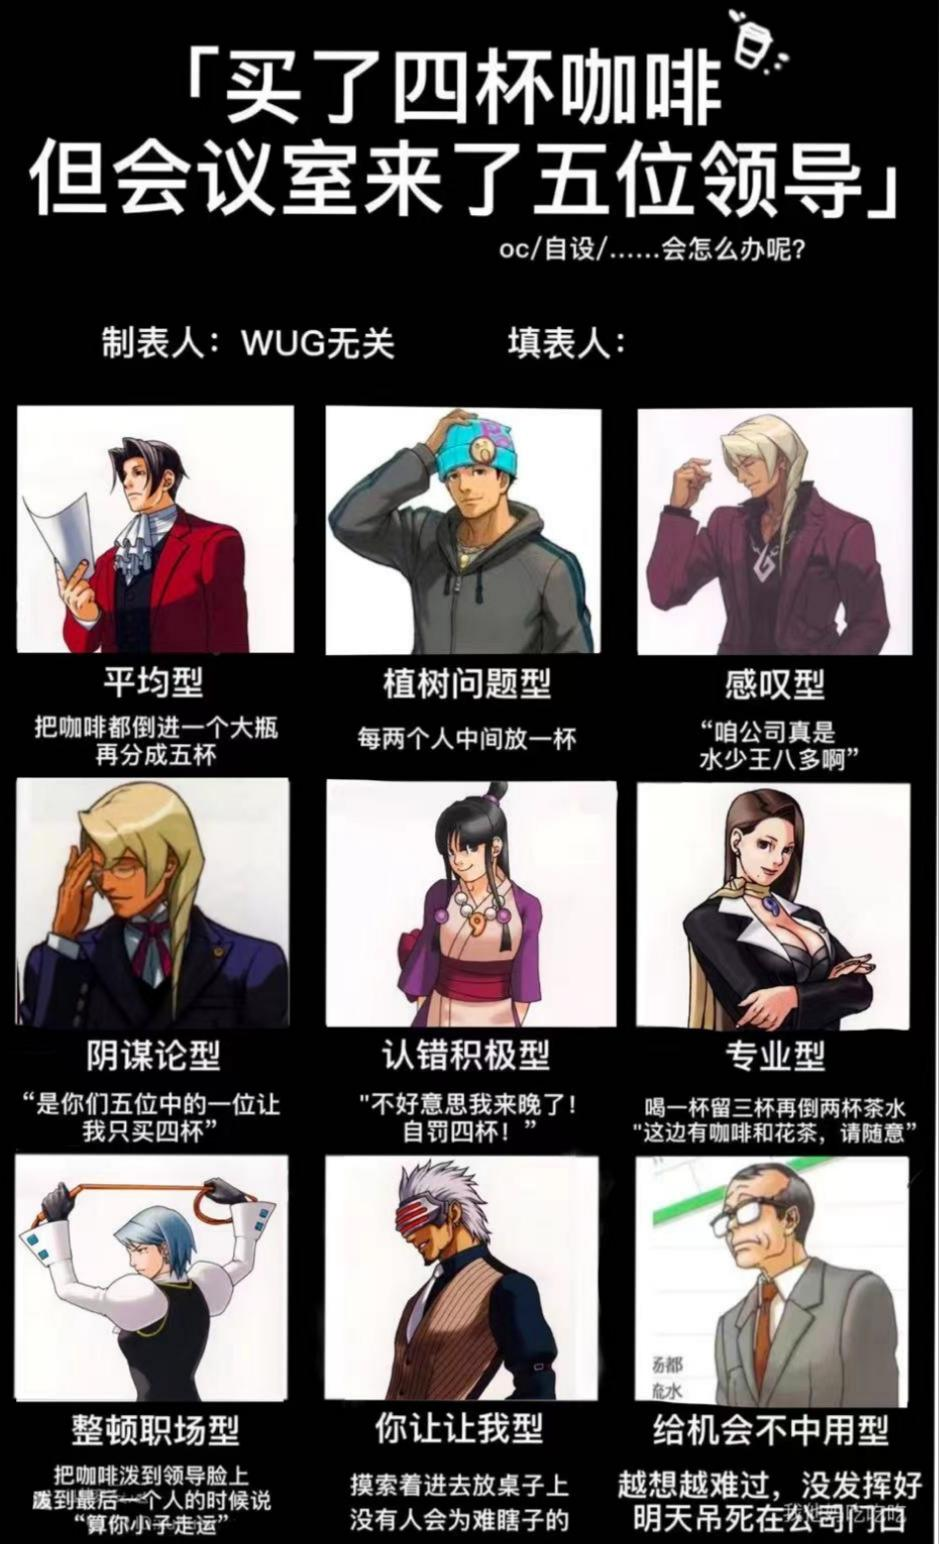 「买了四杯咖啡
但会议室来了五位领导」
oc/自设/......会怎么办呢?
制表人：WUG无关
填表人：
平均型
把咖啡都倒进一个大瓶
再分成五杯
植树问题型
每两个人中间放一杯
感叹型
“咱公司真是
水少王八多啊”
阴谋论型
“是你们五位中的一位让
我只买四杯”
认错积极型
"不好意思我来晚了！
自罚四杯！”
专业型
喝一杯留三杯再倒两杯茶水
"这边有咖啡和花茶，请随意”
整顿职场型
把咖啡泼到领导脸上
泼到最后一个人的时候说
“算你小子走运”
你让让我型
摸索着进去放桌子上
没有人会为难瞎子的
汤都
流水
给机会不中用型
越想越难过，没发挥好
明天吊死在公司门口